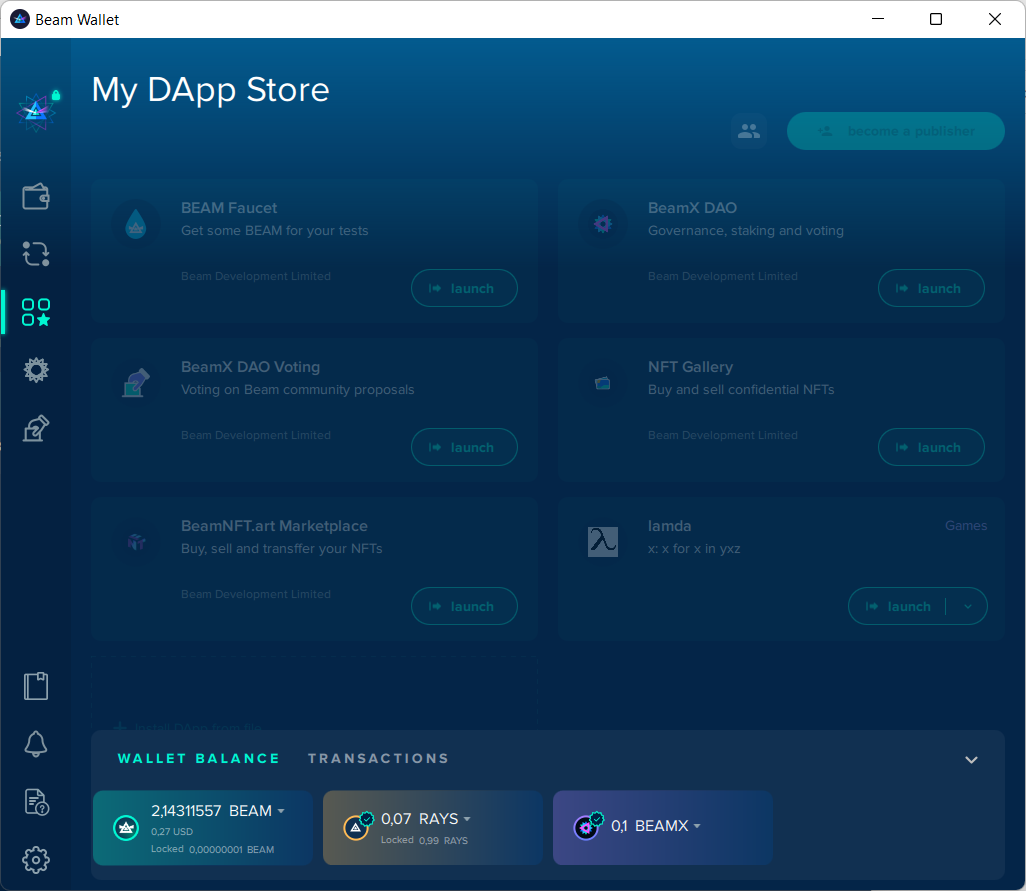 Beam Wallet
My DApp Store
become a publisher
BEAM Faucet
Get some BEAM for your tests
Beam Development Limited
launch
BeamX DAO
Governance, staking and voting
Beam Development Limited
launch
BeamX DAO Voting
Voting on Beam community proposals
Beam Development Limited
launch
NFT Gallery
Buy and sell confidential NFTs
Beam Development Limited
launch
BeamNFT.art Marketplace
Buy, sell and transffer your NFTs
Beam Development Limited
launch
lamda
Games
x: x for x in yxz
launch
+ Install DApp from file
WALLET BALANCE TRANSACTIONS
2,14311557 BEAM
0,27 USD
Locked 0,00000001 BEAM
0,07 RAYS
Locked 0,99 RAYS
0,1 BEAMX